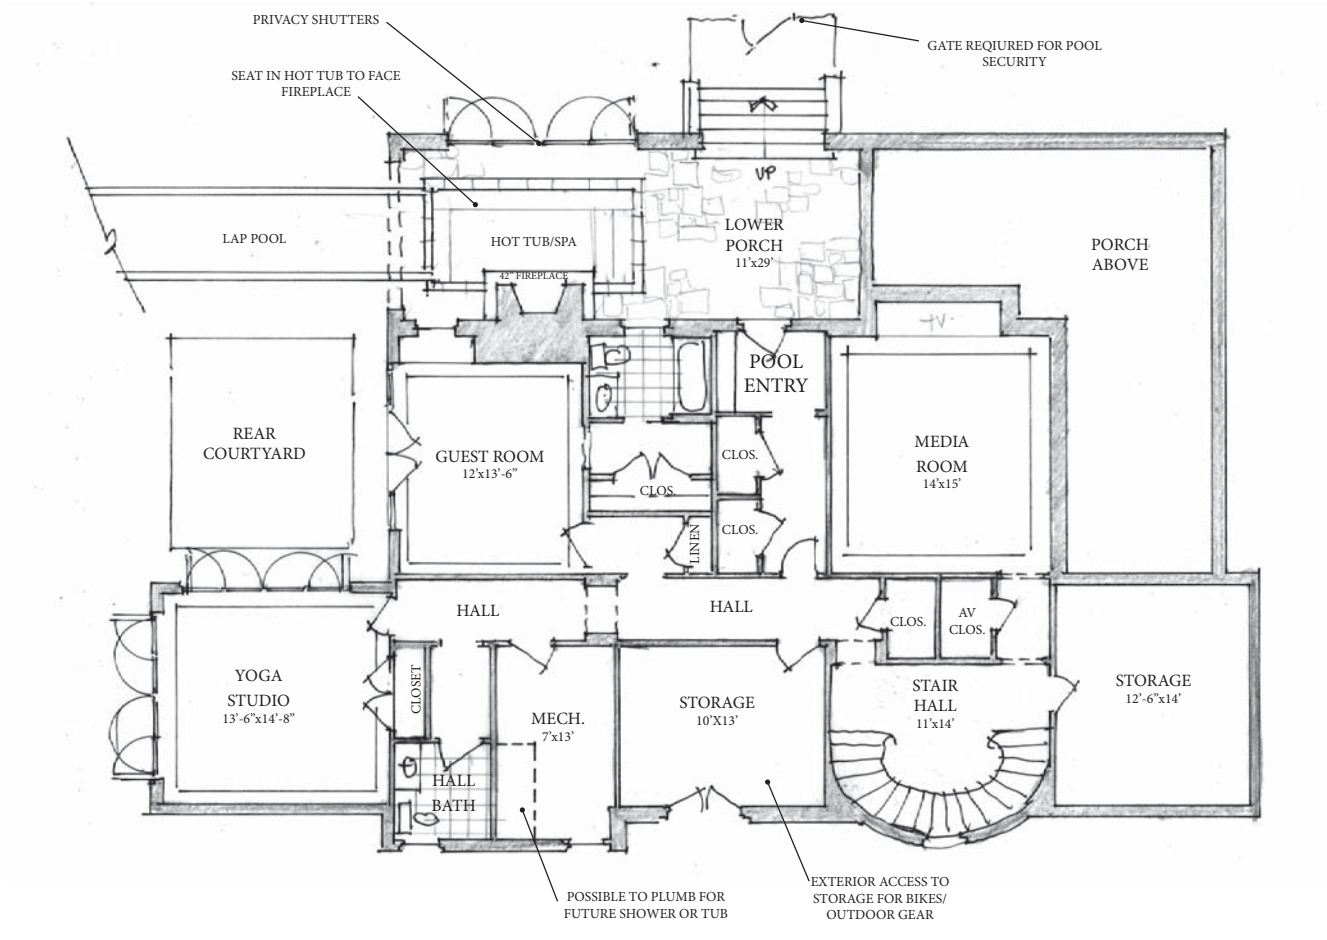 PRIVACY SHUTTERS
GATE REQIURED FOR POOL
SECURITY
SEAT IN HOT TUB TO FACE
FIREPLACE
UP
LAP POOL
HOT TUB/SPA
42" FIREPLACE
LOWER
PORCH
11'x29'
PORCH
ABOVE
TV
POOL
ENTRY
REAR
COURTYARD
GUEST ROOM
12'x13'-6"
CLOS.
CLOS.
CLOS.
LINEN
MEDIA
ROOM
14'x15'
HALL
HALL
CLOS.
AV
CLOS.
YOGA
STUDIO
13'-6"x14'-8"
CLOSET
MECH.
7'x13'
STORAGE
10'X13'
STAIR
HALL
11'x14'
STORAGE
12'-6"x14'
HALL
BATH
POSSIBLE TO PLUMB FOR
FUTURE SHOWER OR TUB
EXTERIOR ACCESS TO
STORAGE FOR BIKES/
OUTDOOR GEAR